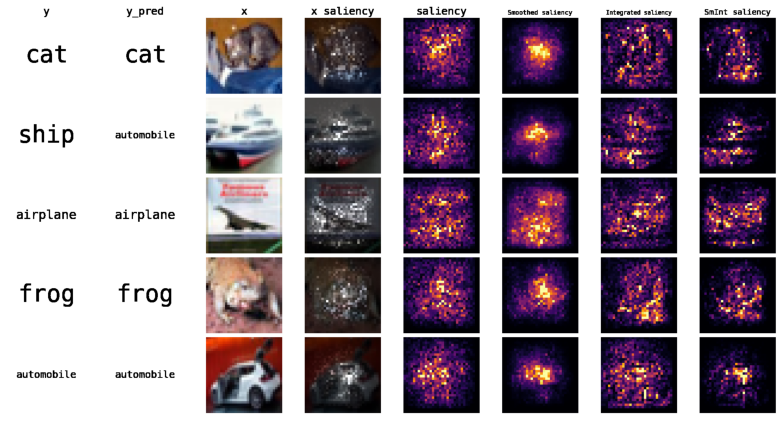 y y_pred x x saliency saliency Smoothed saliency Integrated saliency SmInt saliency
cat cat
ship automobile
airplane airplane
frog frog
automobile automobile